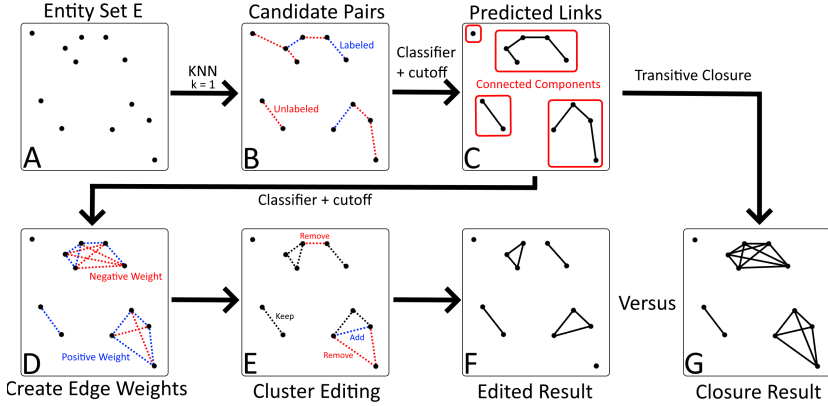 Entity Set E
Candidate Pairs
Predicted Links
KNN
k = 1
Labeled
Unlabeled
Classifier
+ cutoff
Connected Components
Transitive Closure
A
B
C
Classifier + cutoff
Negative Weight
Positive Weight
Remove
Keep
Add
Remove
Versus
D
E
F
G
Create Edge Weights
Cluster Editing
Edited Result
Closure Result